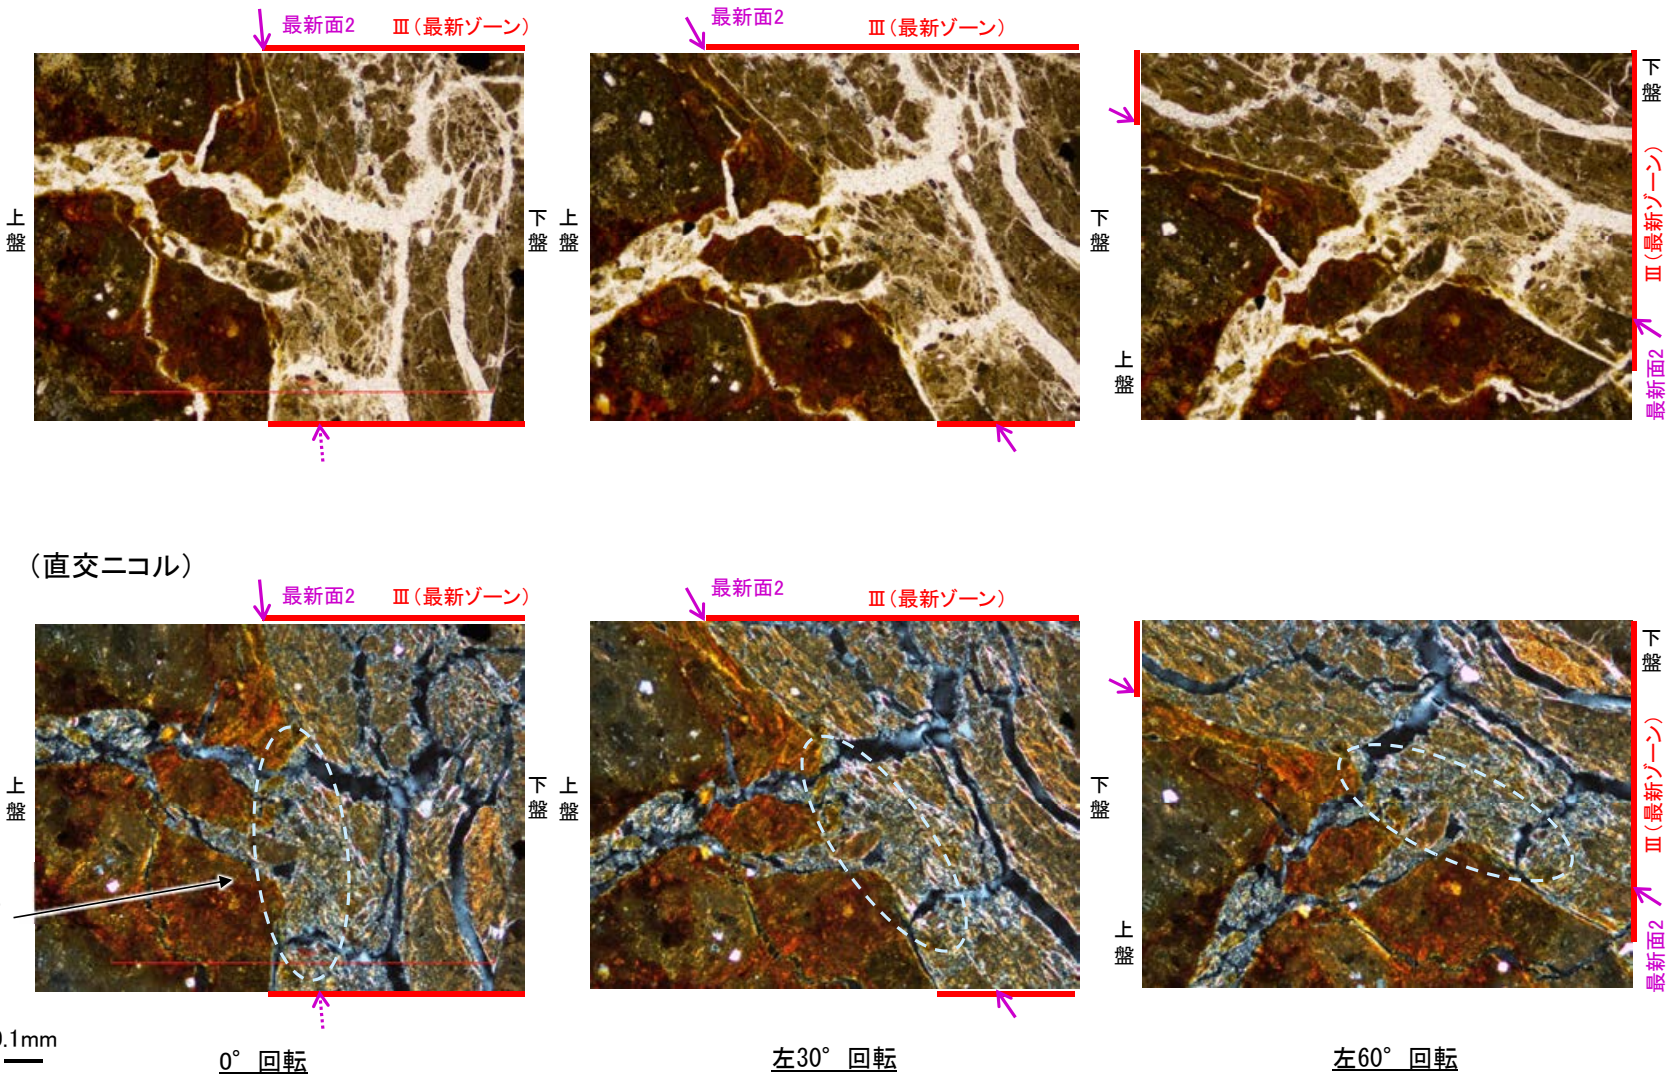 最新面2
Ⅲ(最新ゾーン)
最新面2
Ⅲ(最新ゾーン)
上盤
下盤
上盤
下盤
上盤
下盤
Ⅲ(最新ゾーン)
最新面2
(直交ニコル)
最新面2
Ⅲ(最新ゾーン)
最新面2
Ⅲ(最新ゾーン)
上盤
下盤
上盤
下盤
上盤
下盤
Ⅲ(最新ゾーン)
最新面2
.1mm
0° 回転
左30° 回転
左60° 回転